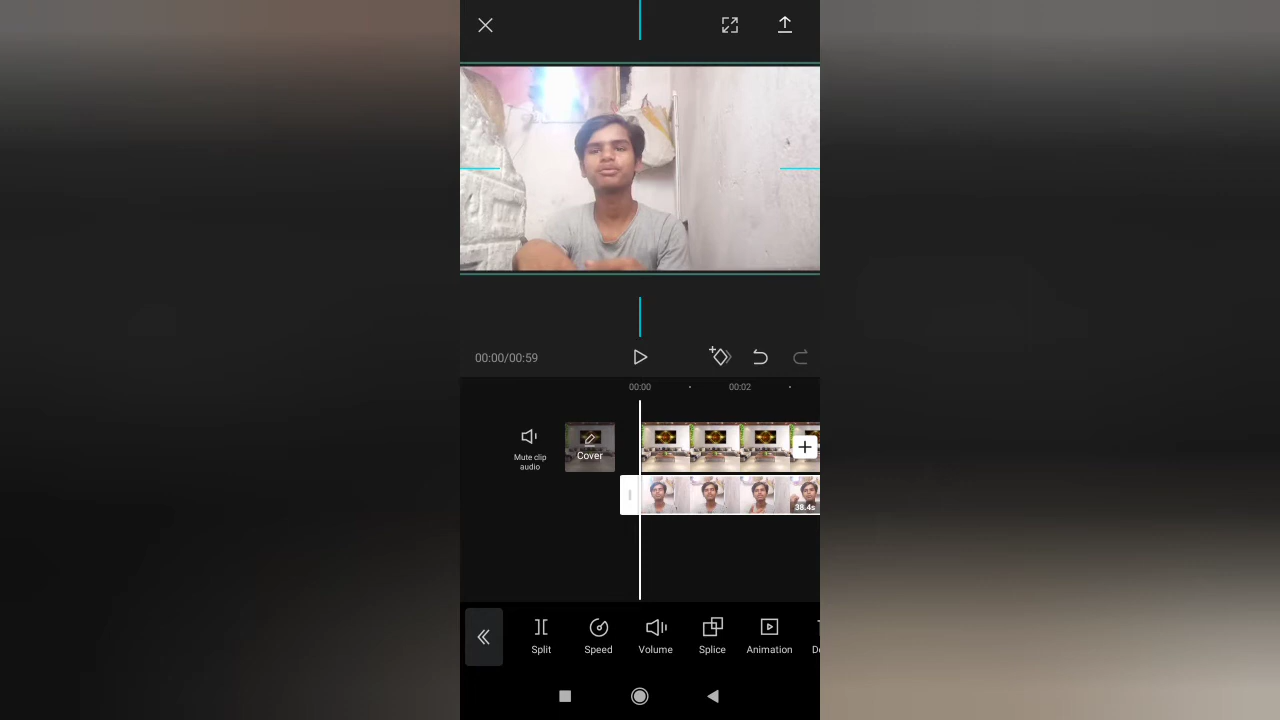 00:00/00:59
00:00
00:02
Mute clip
audio
Cover
38.4s
Split
Speed
Volume
Splice
Animation